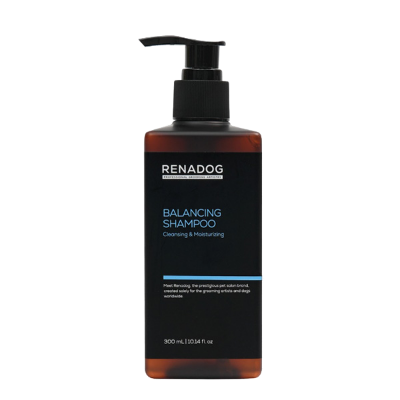 RENADOG
BALANCING
SHAMPOO
Cleansing & Moisturizing
Meet Renadog, the prestigious pet salon brand,
created solely for the grooming artists and dogs
worldwide.
300 mL | 10.14 fl. oz